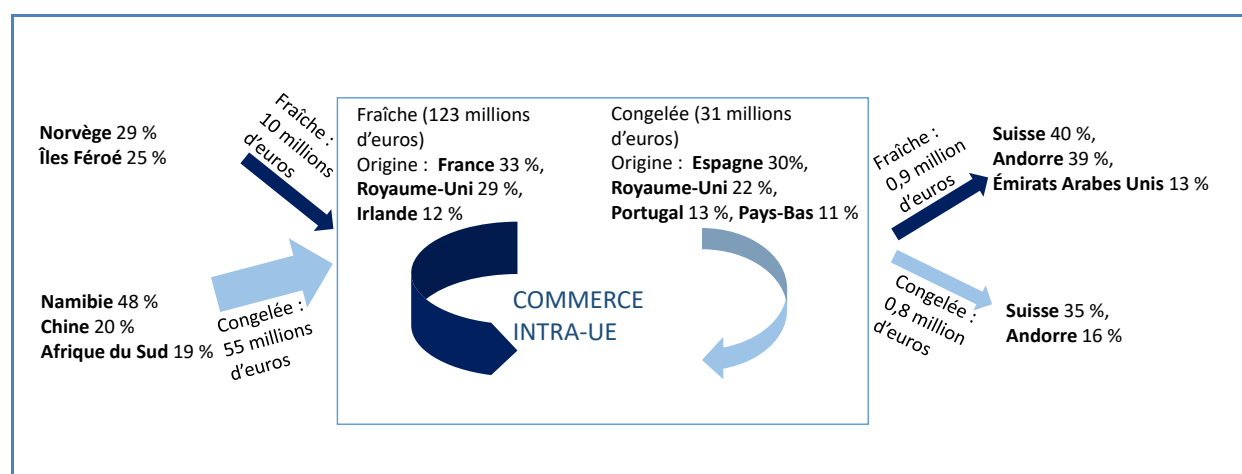 Norvège 29 %
Îles Féroé 25 %
Fraîche :
10 millions
d'euros
Namibie 48 %
Chine 20 %
Afrique du Sud 19 %
Congelée :
55 millions
d'euros
Fraîche (123 millions
d'euros)
Origine : France 33 %,
Royaume-Uni 29 %,
Irlande 12 %
Congelée (31 millions
d'euros)
Origine : Espagne 30%,
Royaume-Uni 22 %,
Portugal 13 %, Pays-Bas 11 %
COMMERCE
INTRA-UE
Fraîche :
0,9 million
d'euros
Suisse 40 %,
Andorre 39 %,
Émirats Arabes Unis 13 %
Congelée :
0,8 million
d'euros
Suisse 35 %,
Andorre 16 %